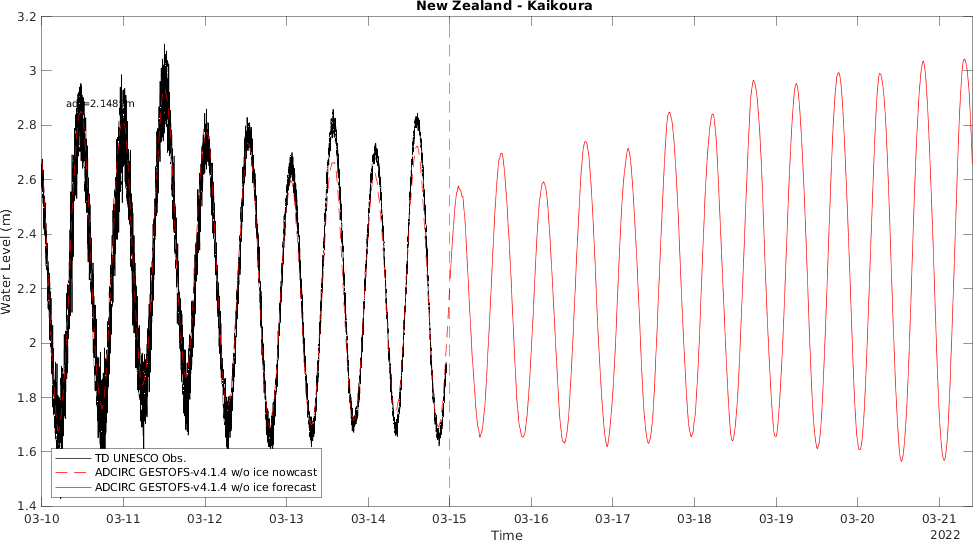 New Zealand - Kaikoura
3.2
3
2.8
2.6
2.4
2.2
2
1.8
1.6
1.4
Water Level (m)
TD UNESCO Obs.
ADCIRC GESTOFS-v4.1.4 w/o ice nowcast
ADCIRC GESTOFS-v4.1.4 w/o ice forecast
03-10 03-11 03-12 03-13 03-14 03-15 03-16 03-17 03-18 03-19 03-20 03-21
Time
2022